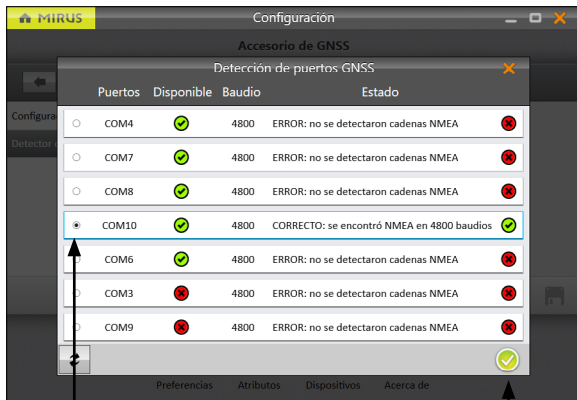 MIRUS
Configuración
Accesorio de GNSS
Detección de puertos GNSS
Puertos Disponible Baudio Estado
Configura
COM4 4800 ERROR: no se detectaron cadenas NMEA
Detector
COM7 4800 ERROR: no se detectaron cadenas NMEA
COM8 4800 ERROR: no se detectaron cadenas NMEA
COM10 4800 CORRECTO: se encontró NMEA en 4800 baudios
COM6 4800 ERROR: no se detectaron cadenas NMEA
COM3 4800 ERROR: no se detectaron cadenas NMEA
COM9 4800 ERROR: no se detectaron cadenas NMEA
Preferencias Atributos Dispositivos Acerca de